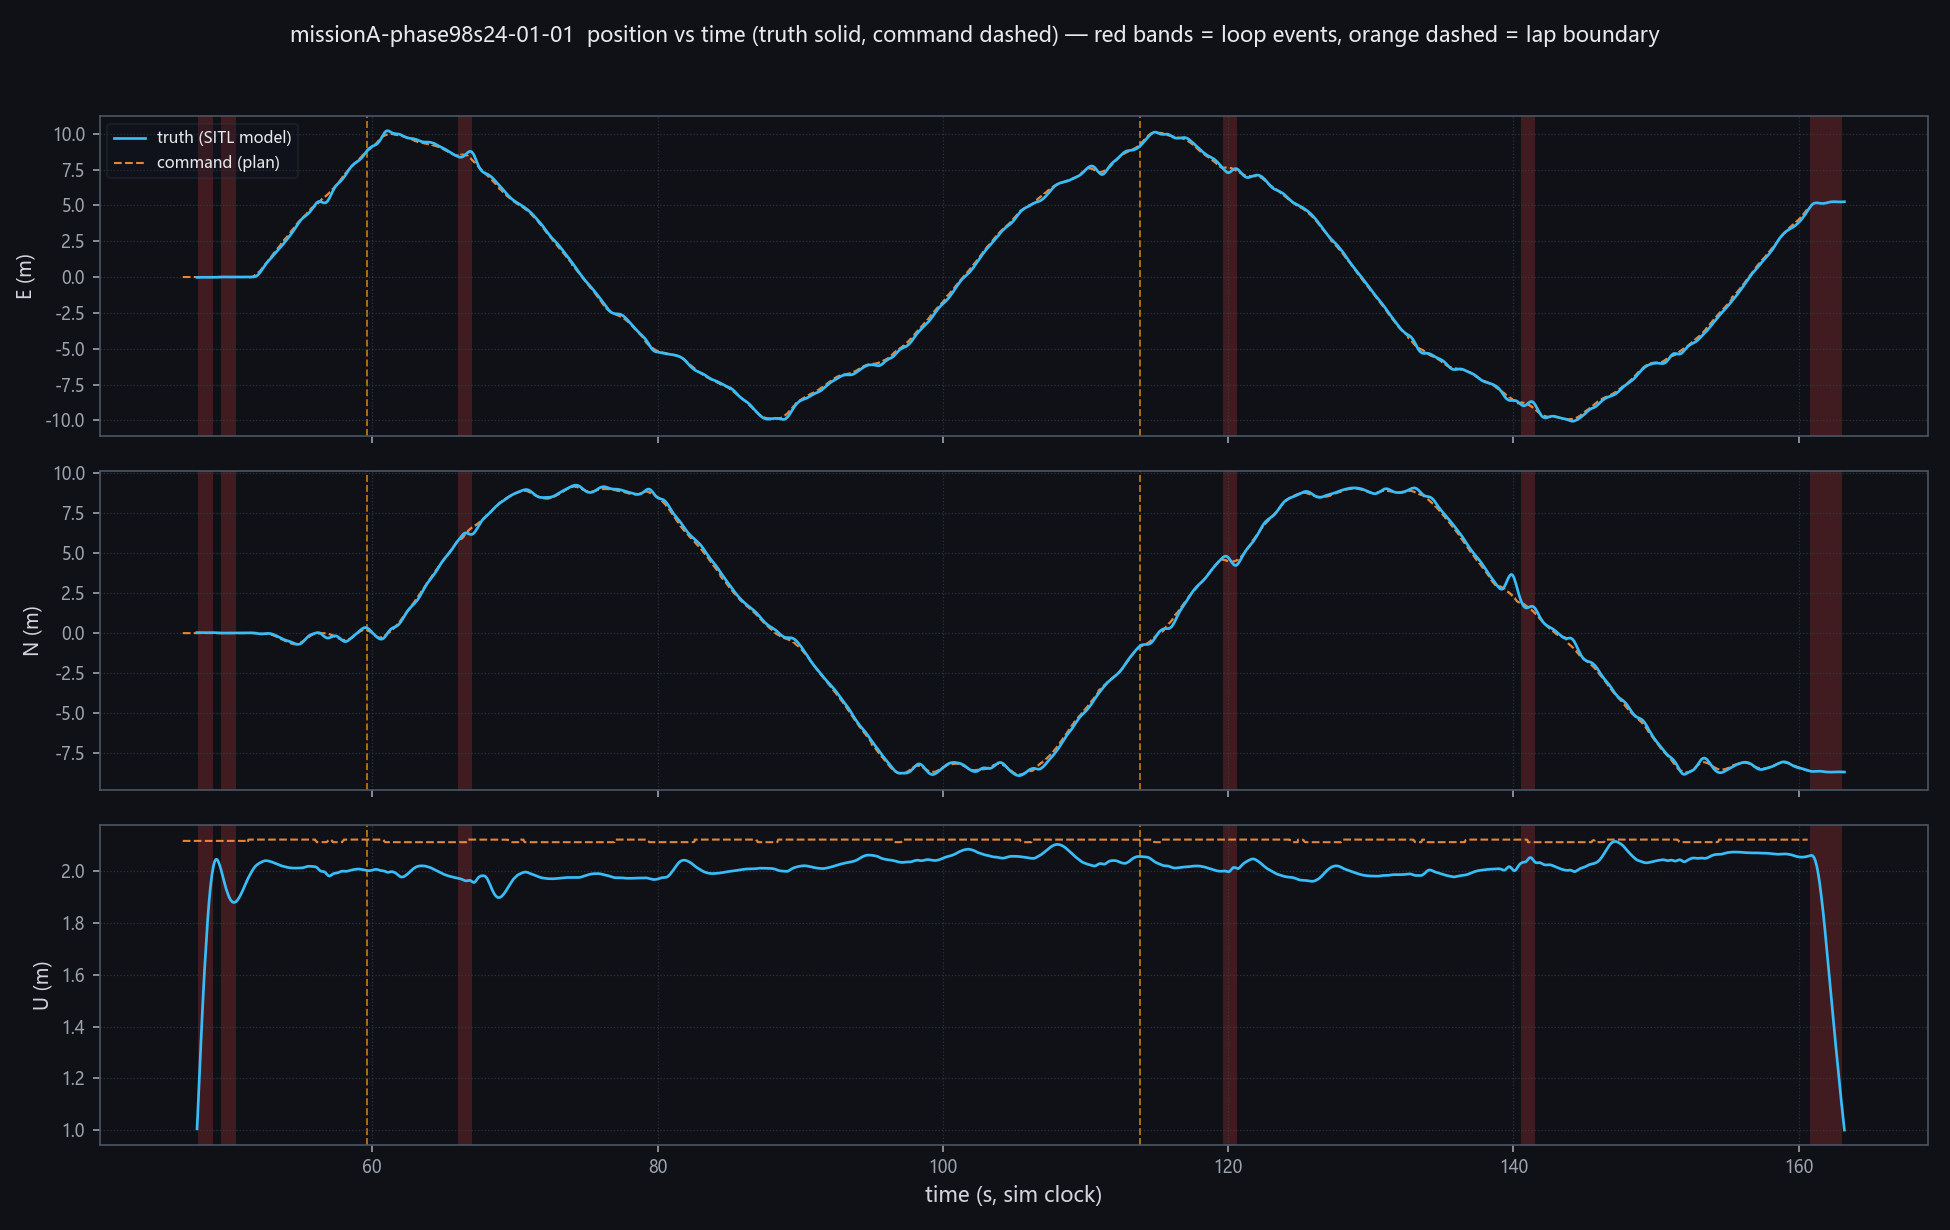 missionA-phase98s24-01-01 position vs time (truth solid, command dashed) — red bands = loop events, orange dashed = lap boundary
truth (SITL model)
command (plan)
E (m)
10.0
7.5
5.0
2.5
0.0
-2.5
-5.0
-7.5
-10.0
N (m)
10.0
7.5
5.0
2.5
0.0
-2.5
-5.0
-7.5
U (m)
2.0
1.8
1.6
1.4
1.2
1.0
60 80 100 120 140 160
time (s, sim clock)